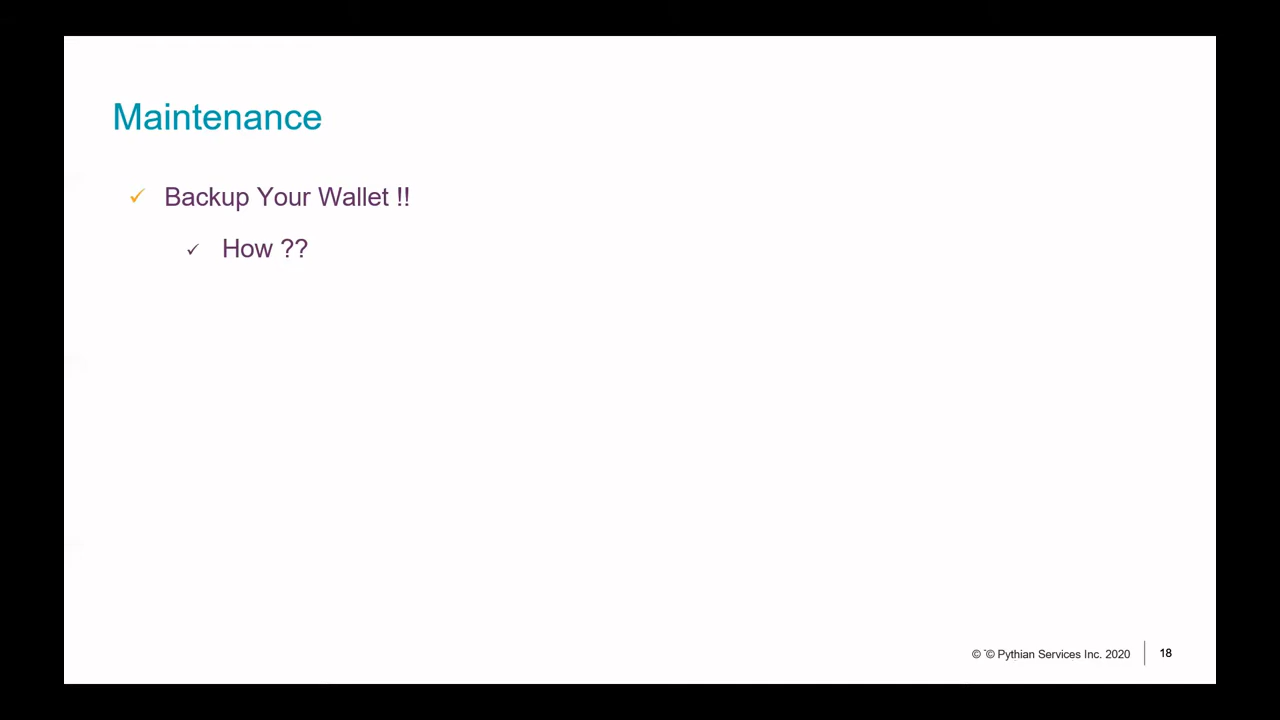 Maintenance
✓ Backup Your Wallet !!
✓ How ??
© ¨© Pythian Services Inc. 2020
18